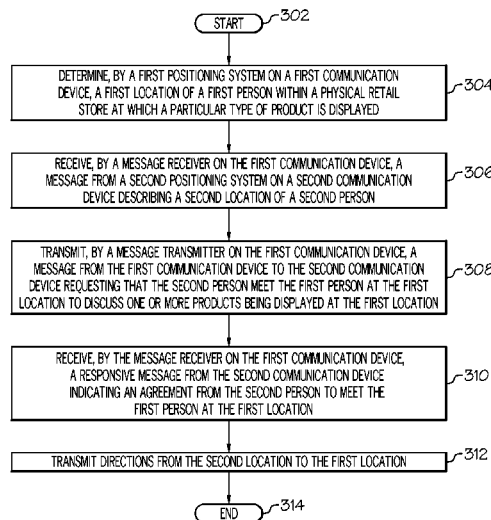 START
302
DETERMINE, BY A FIRST POSITIONING SYSTEM ON A FIRST COMMUNICATION
DEVICE, A FIRST LOCATION OF A FIRST PERSON WITHIN A PHYSICAL RETAIL
STORE AT WHICH A PARTICULAR TYPE OF PRODUCT IS DISPLAYED
304
RECEIVE, BY A MESSAGE RECEIVER ON THE FIRST COMMUNICATION DEVICE, A
MESSAGE FROM A SECOND POSITIONING SYSTEM ON A SECOND COMMUNICATION
DEVICE DESCRIBING A SECOND LOCATION OF A SECOND PERSON
306
TRANSMIT, BY A MESSAGE TRANSMITTER ON THE FIRST COMMUNICATION DEVICE, A
MESSAGE FROM THE FIRST COMMUNICATION DEVICE TO THE SECOND COMMUNICATION
DEVICE REQUESTING THAT THE SECOND PERSON MEET THE FIRST PERSON AT THE FIRST
LOCATION TO DISCUSS ONE OR MORE PRODUCTS BEING DISPLAYED AT THE FIRST LOCATION
308
RECEIVE, BY THE MESSAGE RECEIVER ON THE FIRST COMMUNICATION DEVICE,
A RESPONSIVE MESSAGE FROM THE SECOND COMMUNICATION DEVICE
INDICATING AN AGREEMENT FROM THE SECOND PERSON TO MEET THE
FIRST PERSON AT THE FIRST LOCATION
310
TRANSMIT DIRECTIONS FROM THE SECOND LOCATION TO THE FIRST LOCATION
312
END
314